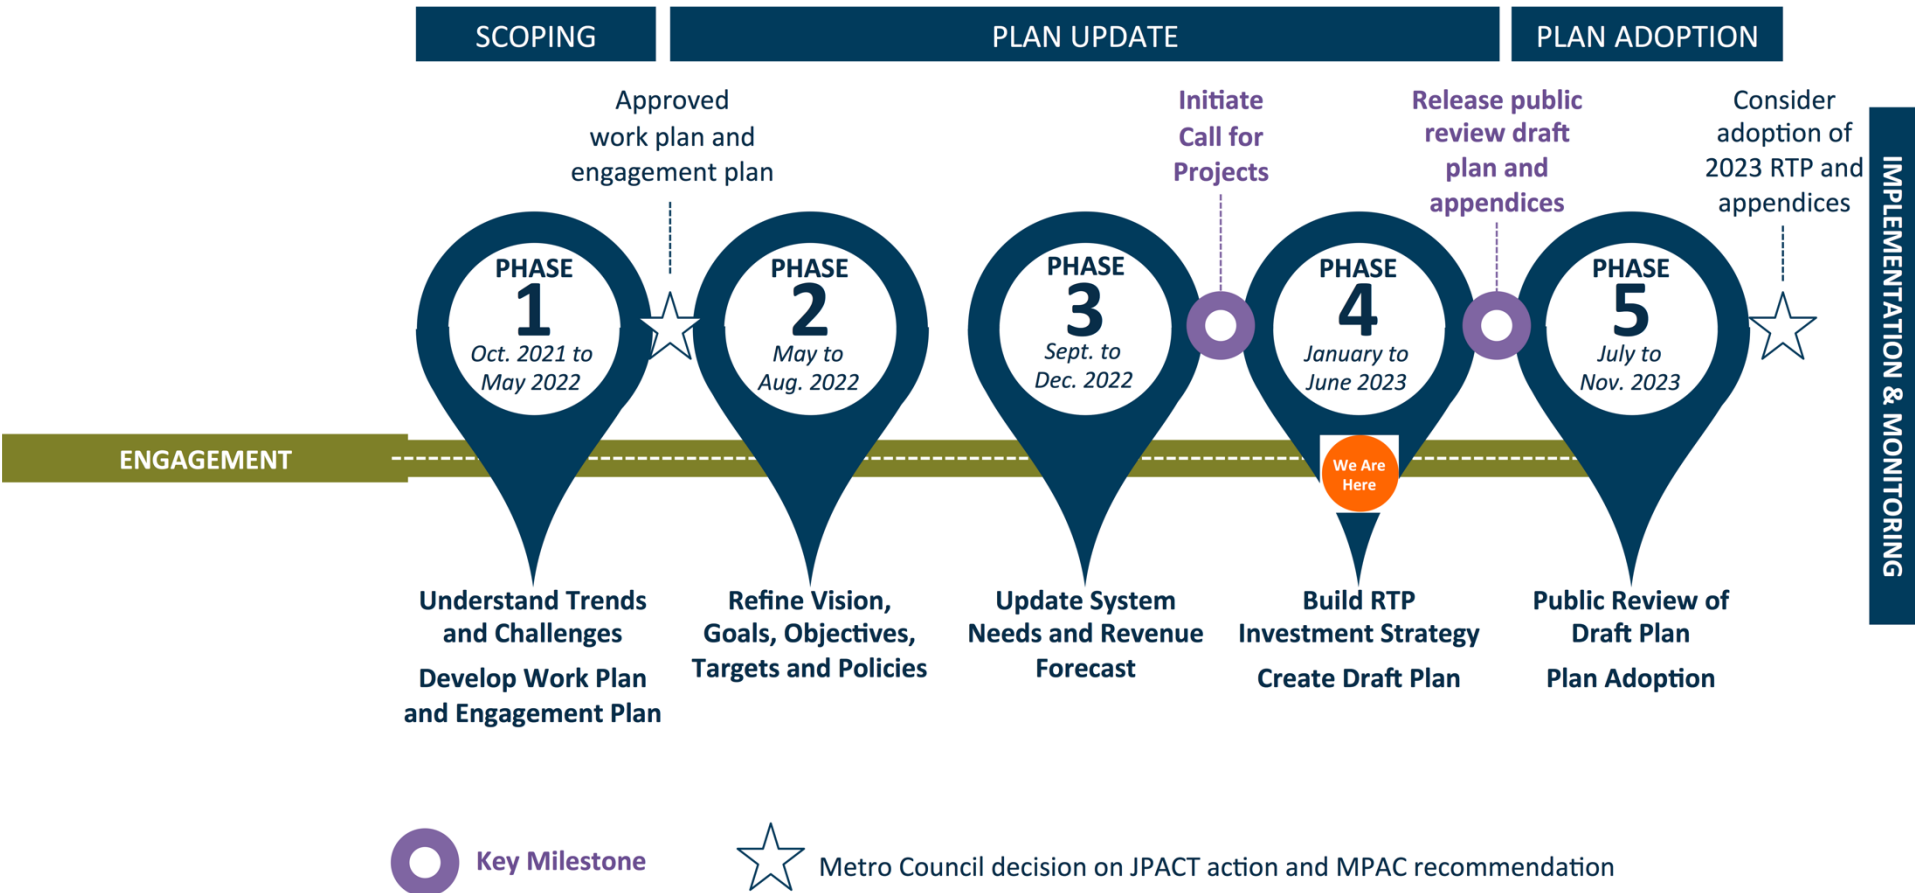 SCOPING
PLAN UPDATE
PLAN ADOPTION
Approved
work plan and
engagement plan
Initiate
Call for
Projects
Release public
review draft
plan and
appendices
Consider
adoption of
2023 RTP and
appendices
PHASE
1
Oct. 2021 to
May 2022
PHASE
2
May to
Aug. 2022
PHASE
3
Sept. to
Dec. 2022
PHASE
4
January to
June 2023
PHASE
5
July to
Nov. 2023
IMPLEMENTATION & MONITORING
ENGAGEMENT
We Are
Here
Understand Trends
and Challenges
Develop Work Plan
and Engagement Plan
Refine Vision,
Goals, Objectives,
Targets and Policies
Update System
Needs and Revenue
Forecast
Build RTP
Investment Strategy
Create Draft Plan
Public Review of
Draft Plan
Plan Adoption
Key Milestone
Metro Council decision on JPACT action and MPAC recommendation